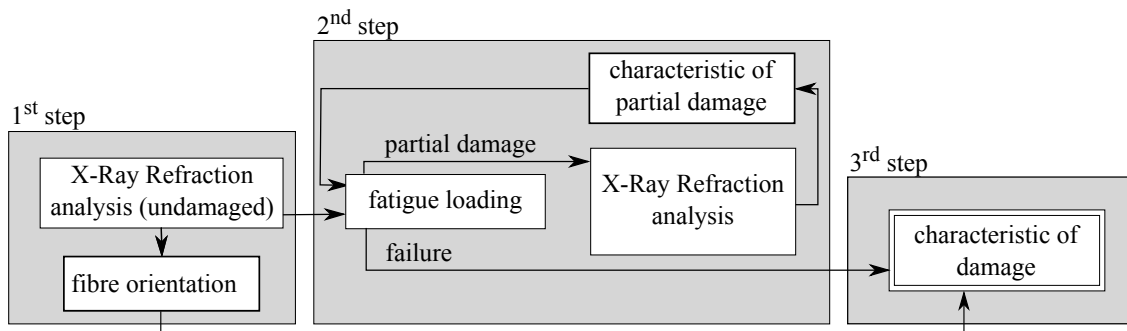 1st step
X-Ray Refraction
analysis (undamaged)
fibre orientation
2nd step
characteristic of
partial damage
partial damage
fatigue loading
X-Ray Refraction
analysis
failure
3rd step
characteristic of
damage